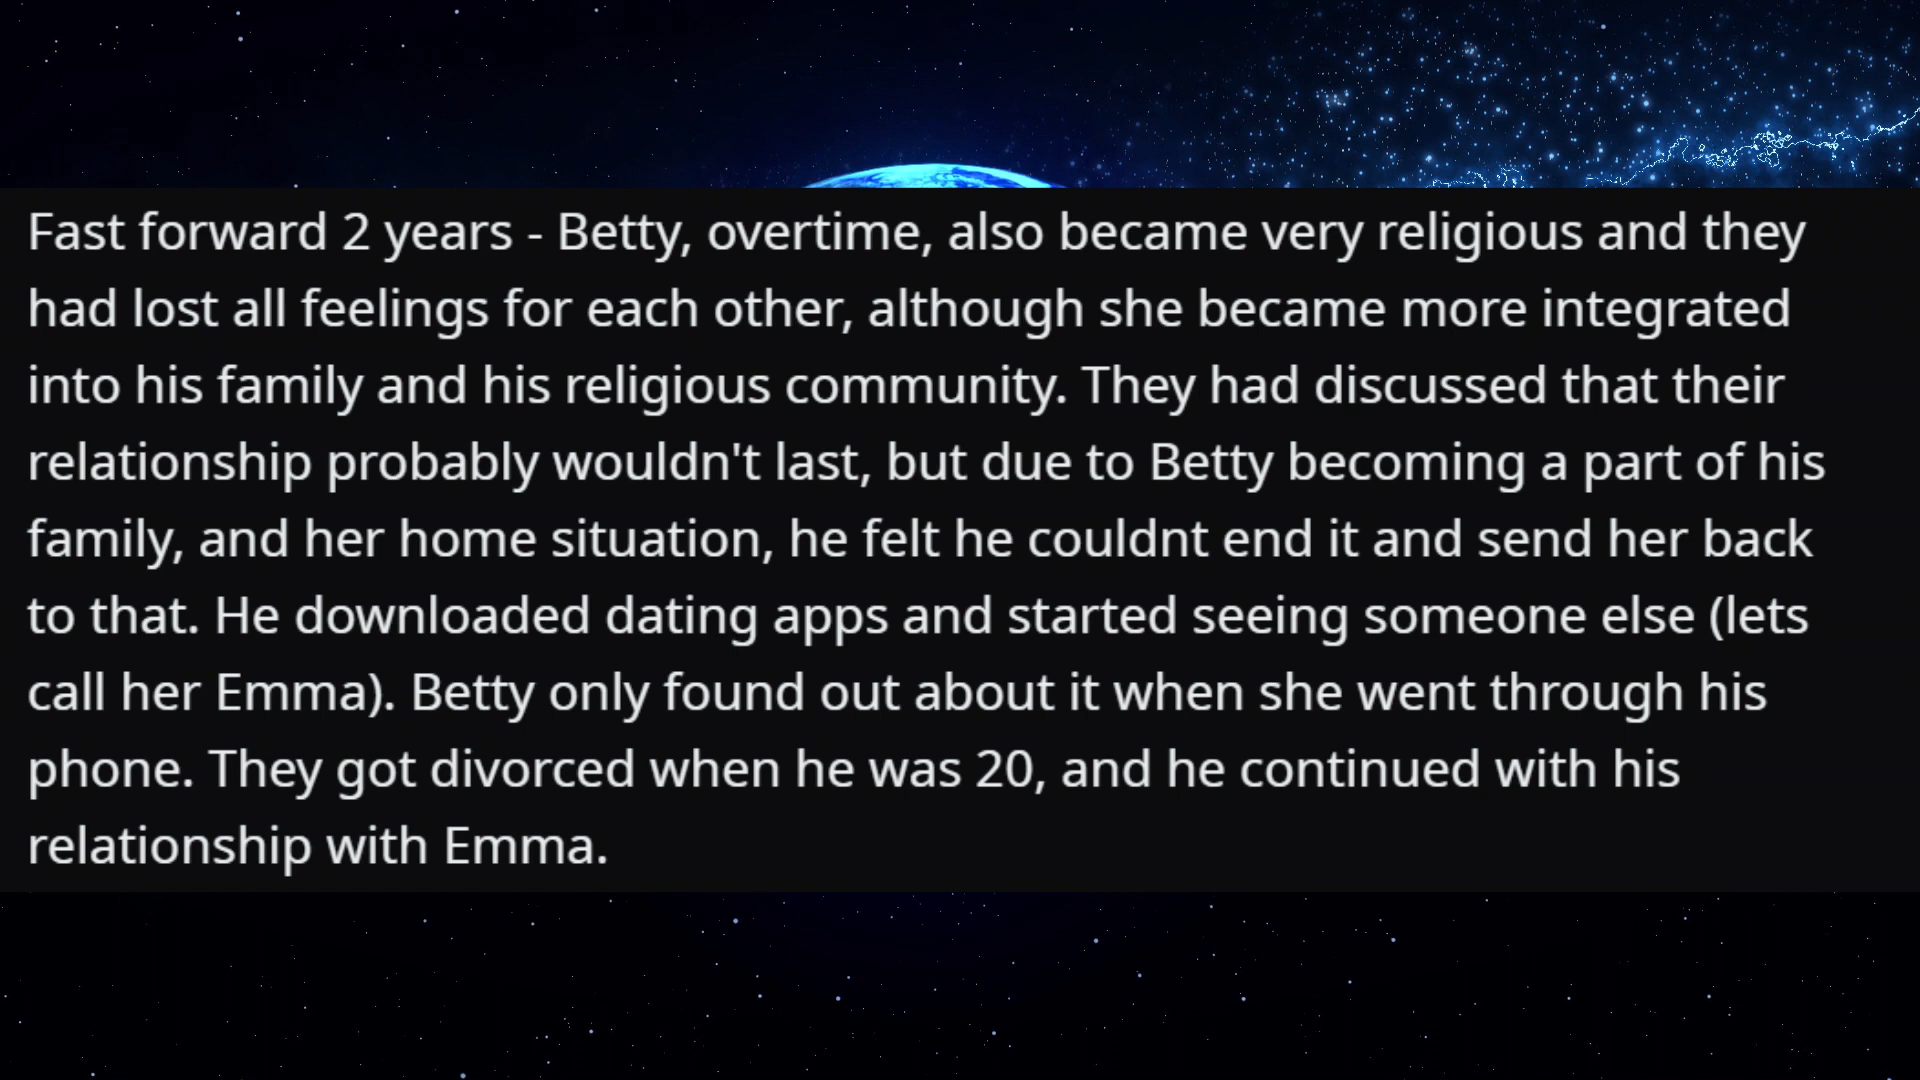 Fast forward 2 years - Betty, overtime, also became very religious and they
had lost all feelings for each other, although she became more integrated
into his family and his religious community. They had discussed that their
relationship probably wouldn't last, but due to Betty becoming a part of his
family, and her home situation, he felt he couldnt end it and send her back
to that. He downloaded dating apps and started seeing someone else (lets
call her Emma). Betty only found out about it when she went through his
phone. They got divorced when he was 20, and he continued with his
relationship with Emma.